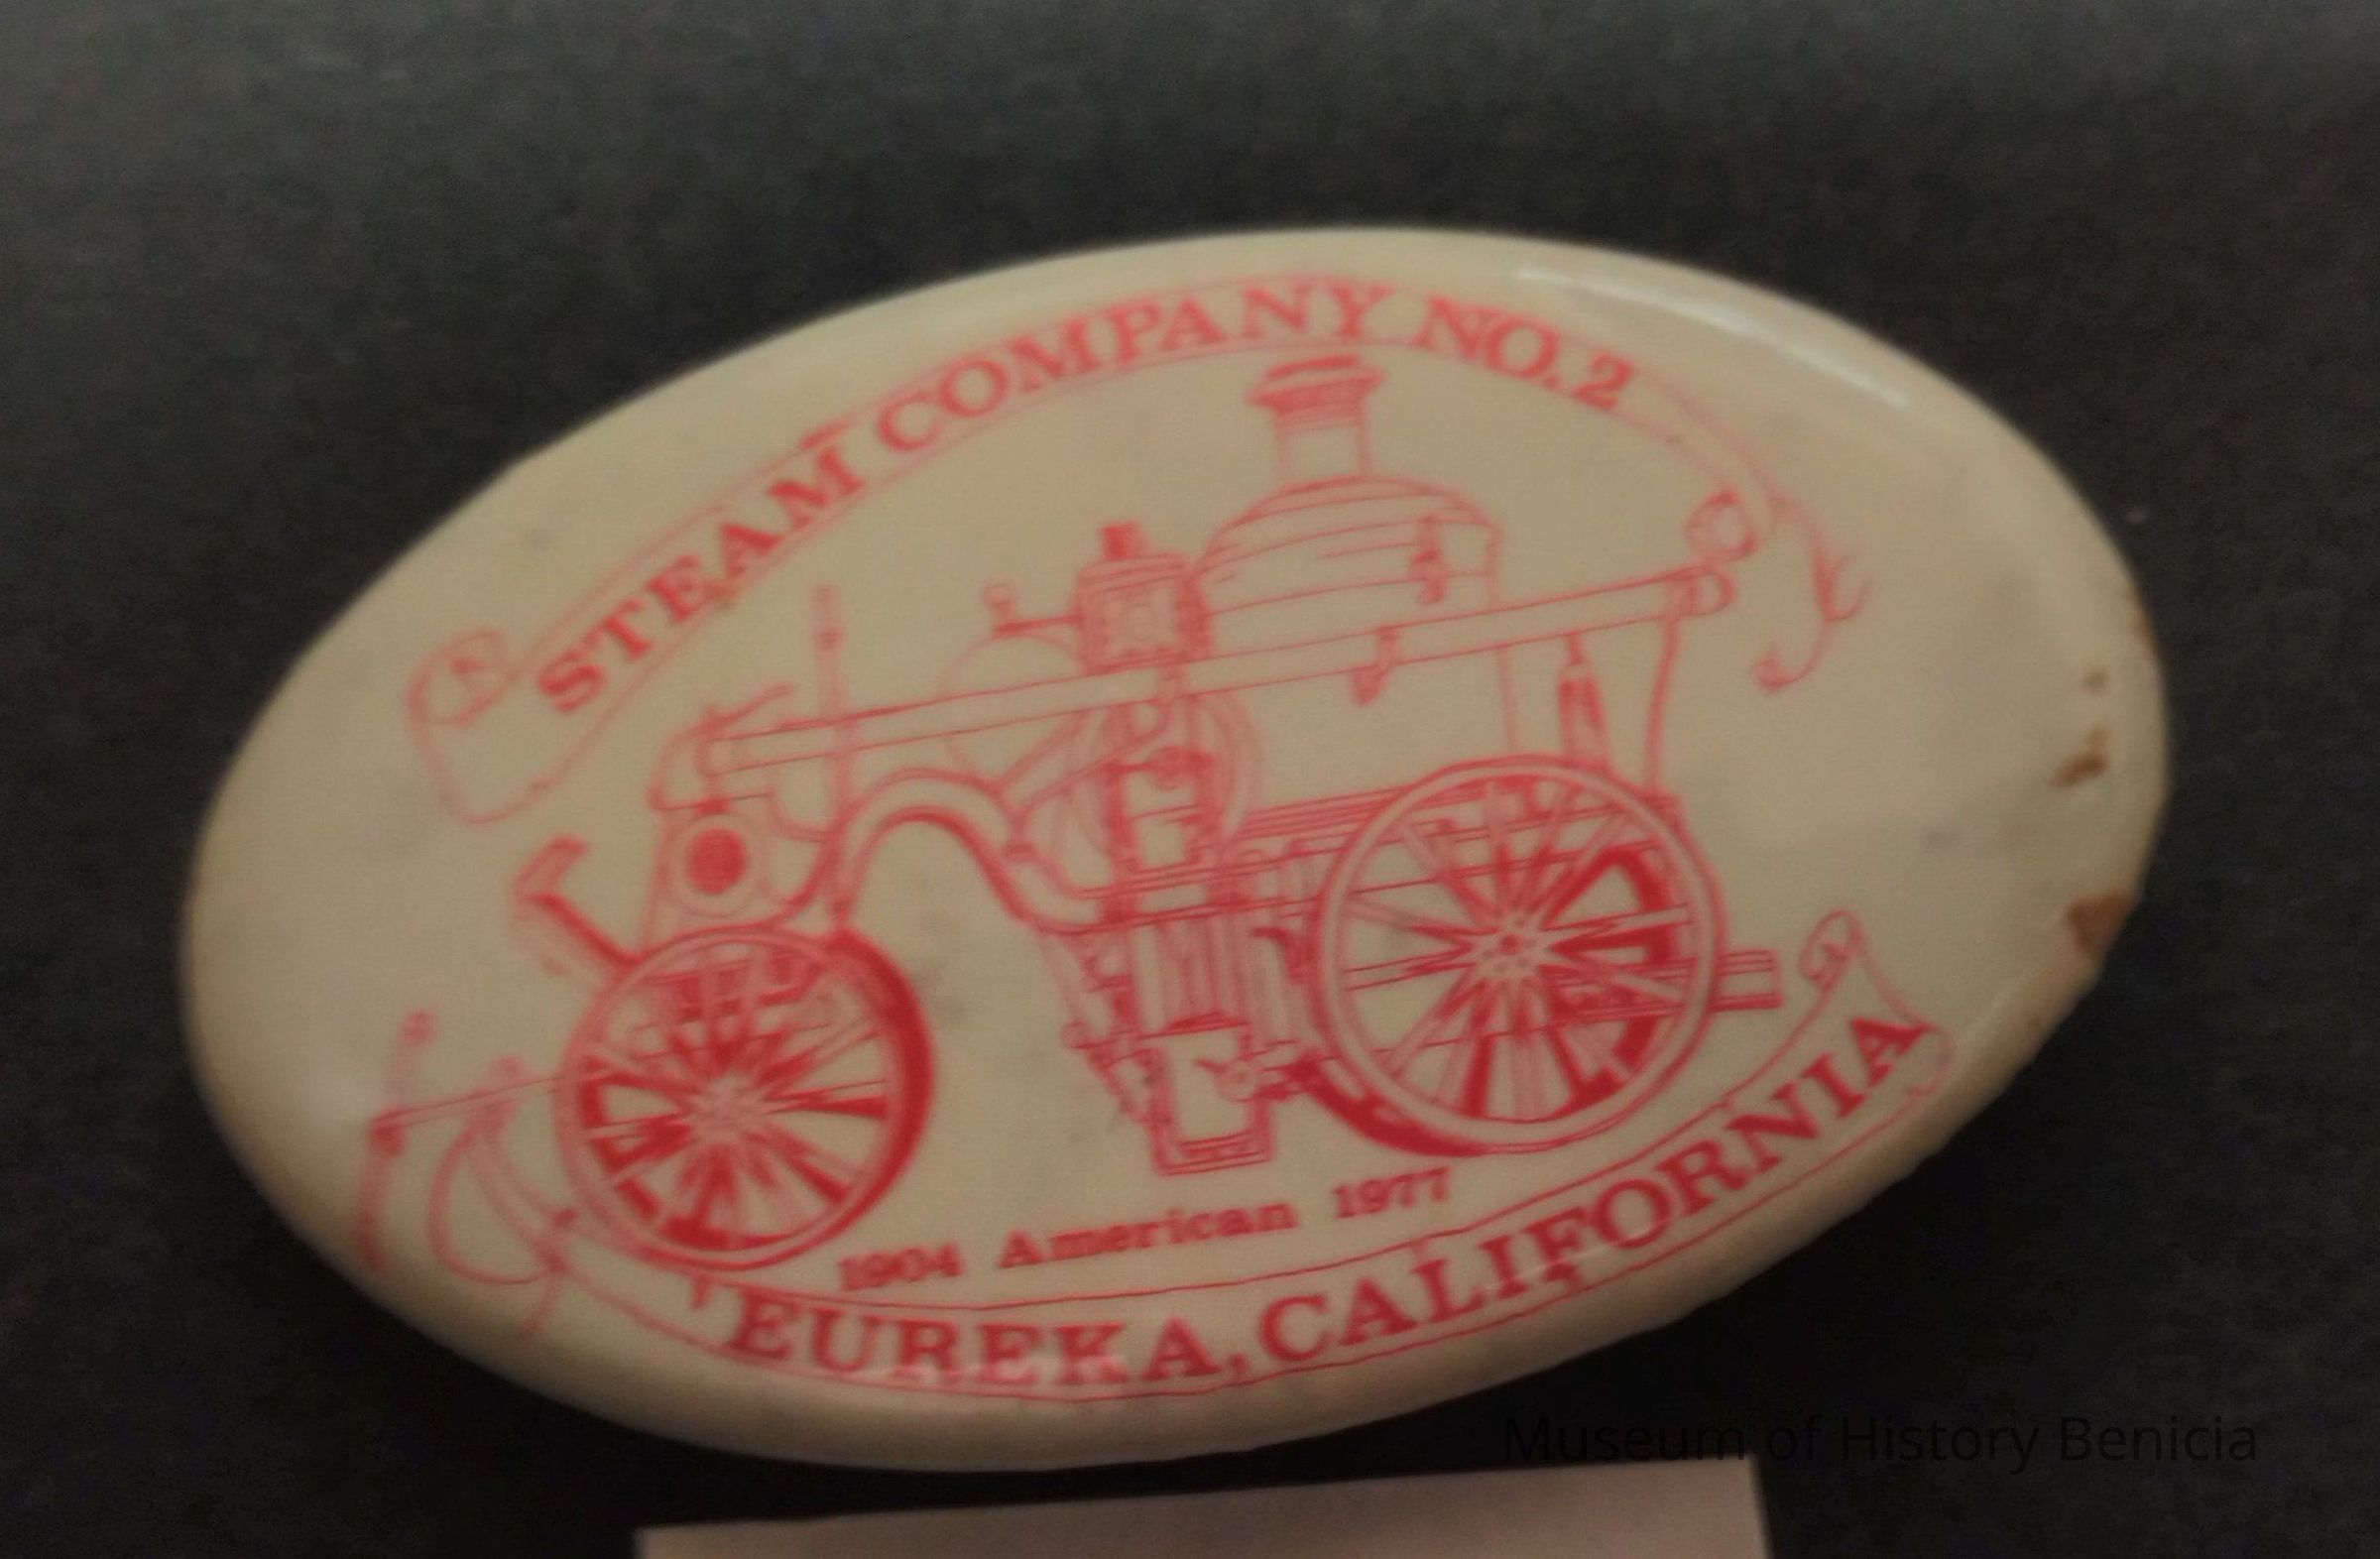 STEAM COMPANY NO. 2
1904 American 1977
EUREKA, CALIFORNIA
Museum of History Benicia